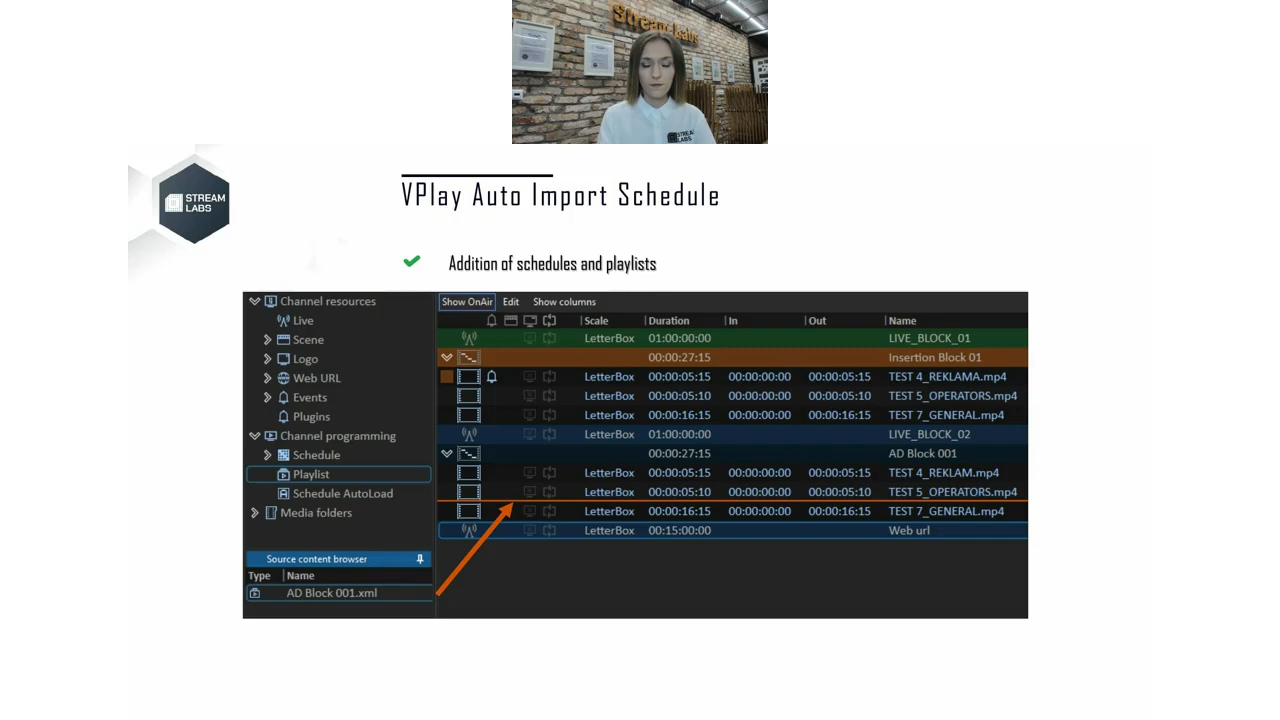 Stream Labs
STREAM
LABS
STREAM
LABS
VPlay Auto Import Schedule
Addition of schedules and playlists
Channel resources
Live
Scene
Logo
Web URL
Events
Plugins
Channel programming
Schedule
Playlist
Schedule AutoLoad
Media folders
Source content browser
Type Name
AD Block 001.xml
Show OnAir Edit Show columns
Scale Duration In Out Name
LetterBox 01:00:00:00 LIVE_BLOCK_01
00:00:27:15 Insertion Block 01
LetterBox 00:00:05:15 00:00:00:00 00:00:05:15 TEST 4_REKLAMA.mp4
LetterBox 00:00:05:10 00:00:00:00 00:00:05:10 TEST 5_OPERATORS.mp4
LetterBox 00:00:16:15 00:00:00:00 00:00:16:15 TEST 7_GENERAL.mp4
LetterBox 01:00:00:00 LIVE_BLOCK_02
00:00:27:15 AD Block 001
LetterBox 00:00:05:15 00:00:00:00 00:00:05:15 TEST 4_REKLAM.mp4
LetterBox 00:00:05:10 00:00:00:00 00:00:05:10 TEST 5_OPERATORS.mp4
LetterBox 00:00:16:15 00:00:00:00 00:00:16:15 TEST 7_GENERAL.mp4
LetterBox 00:15:00:00 Web url